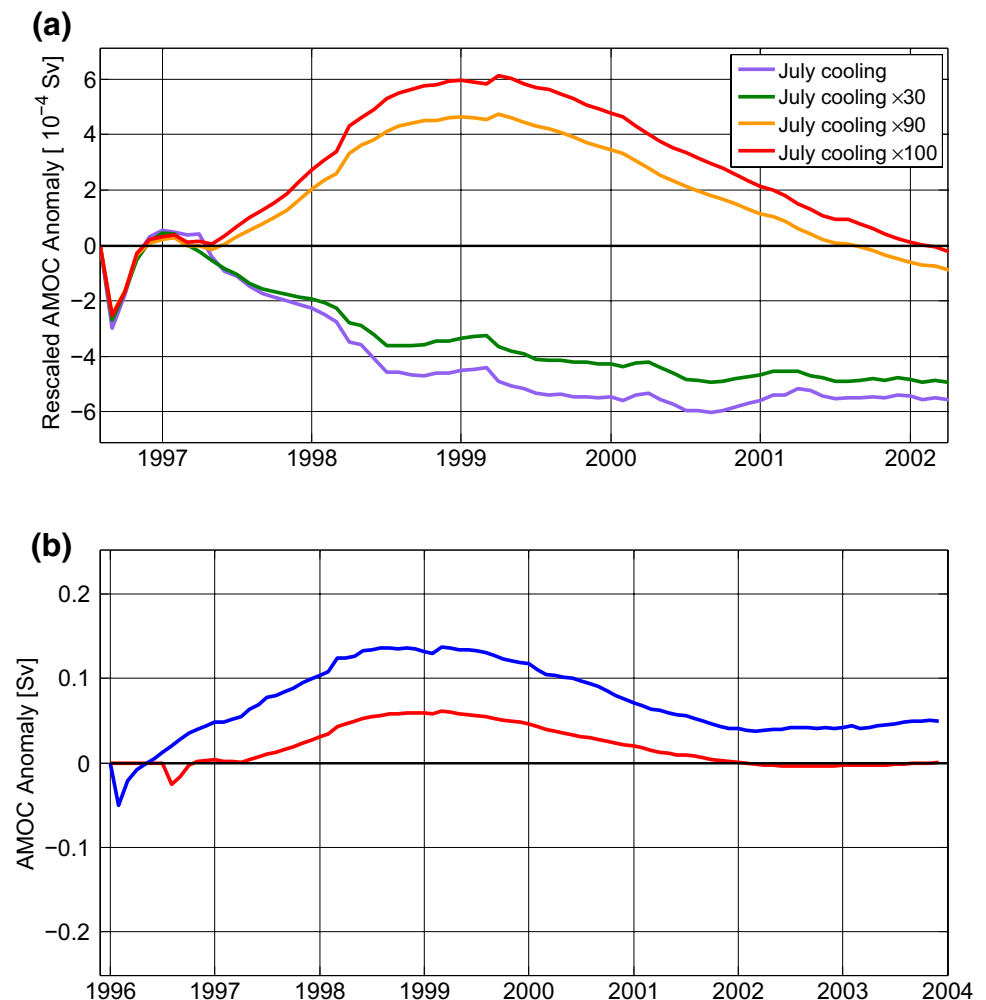 (a)
Rescaled AMOC Anomaly [ 10⁻⁴ Sv]
6
4
2
0
−2
−4
−6
July cooling
July cooling ×30
July cooling ×90
July cooling ×100
1997 1998 1999 2000 2001 2002
(b)
AMOC Anomaly [Sv]
0.2
0.1
0
−0.1
−0.2
1996 1997 1998 1999 2000 2001 2002 2003 2004